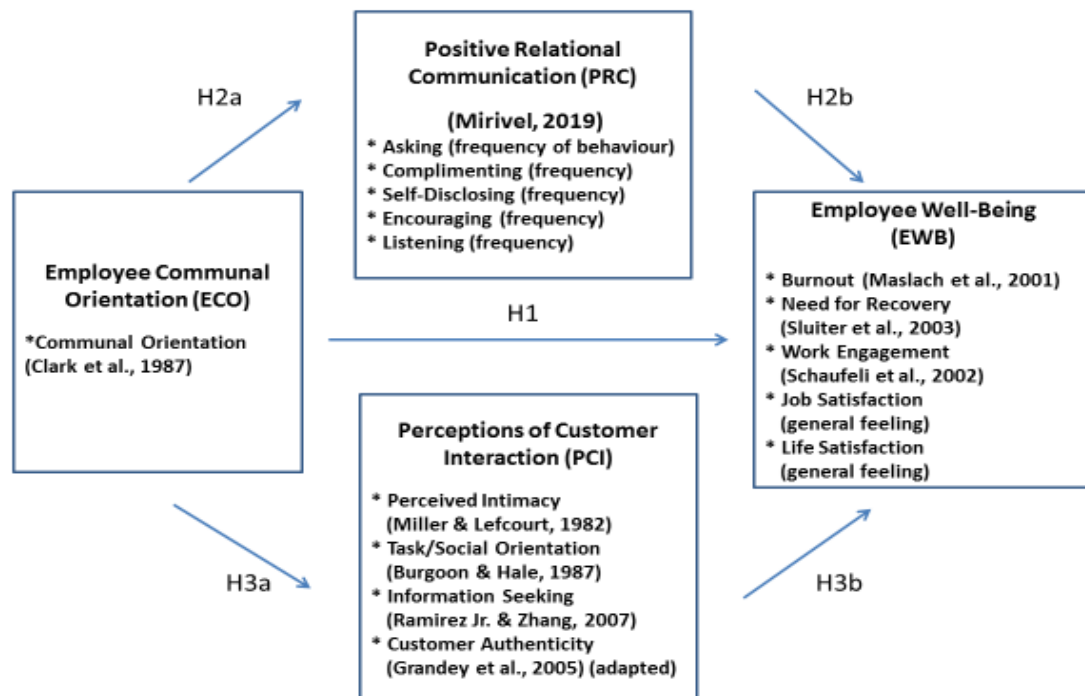 Positive Relational
Communication (PRC)
(Mirivel, 2019)
* Asking (frequency of behaviour)
* Complimenting (frequency)
* Self-Disclosing (frequency)
* Encouraging (frequency)
* Listening (frequency)
H2a
H2b
Employee Communal
Orientation (ECO)
*Communal Orientation
(Clark et al., 1987)
H1
Employee Well-Being
(EWB)
* Burnout (Maslach et al., 2001)
* Need for Recovery
(Sluiter et al., 2003)
* Work Engagement
(Schaufeli et al., 2002)
* Job Satisfaction
(general feeling)
* Life Satisfaction
(general feeling)
Perceptions of Customer
Interaction (PCI)
* Perceived Intimacy
(Miller & Lefcourt, 1982)
* Task/Social Orientation
(Burgoon & Hale, 1987)
* Information Seeking
(Ramirez Jr. & Zhang, 2007)
* Customer Authenticity
(Grandey et al., 2005) (adapted)
H3a
H3b